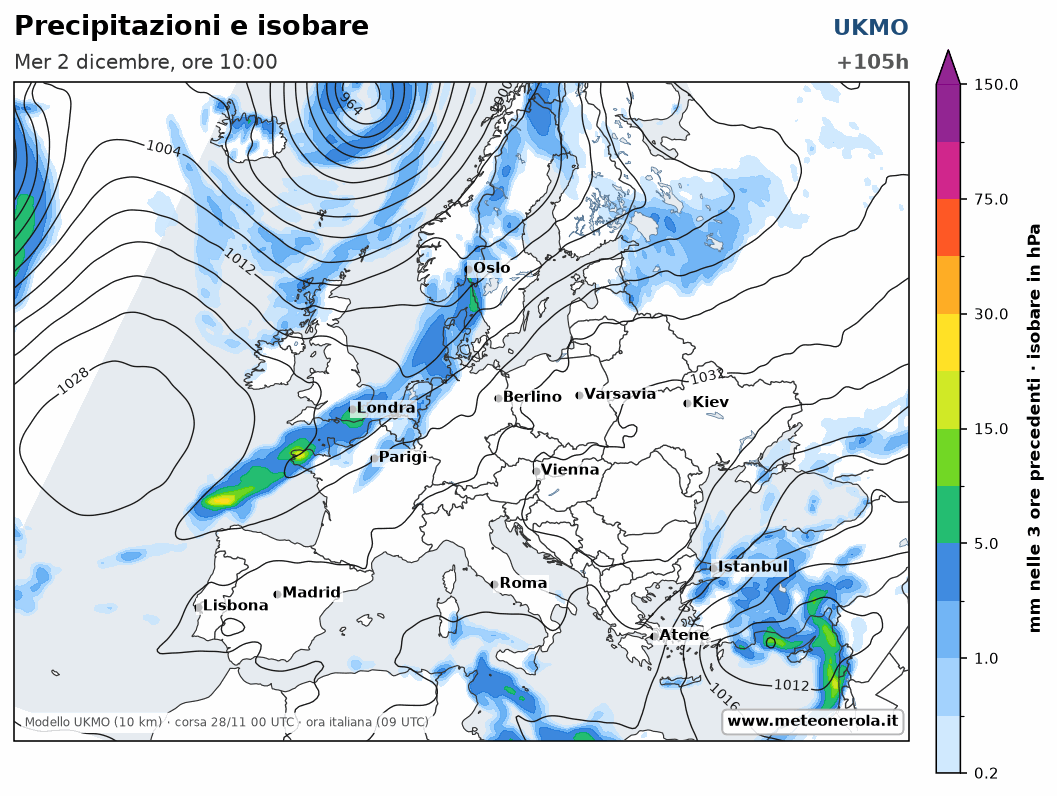 Precipitazioni e isobare
UKMO
Mer 2 dicembre, ore 10:00
+105h
964
1004
1012
1028
1032
1012
1016
Oslo
Londra
Berlino
Varsavia
Kiev
Parigi
Vienna
Istanbul
Roma
Madrid
Lisbona
Atene
Modello UKMO (10 km) · corsa 28/11 00 UTC · ora italiana (09 UTC)
www.meteonerola.it
150.0
75.0
30.0
15.0
5.0
1.0
0.2
mm nelle 3 ore precedenti · isobare in hPa